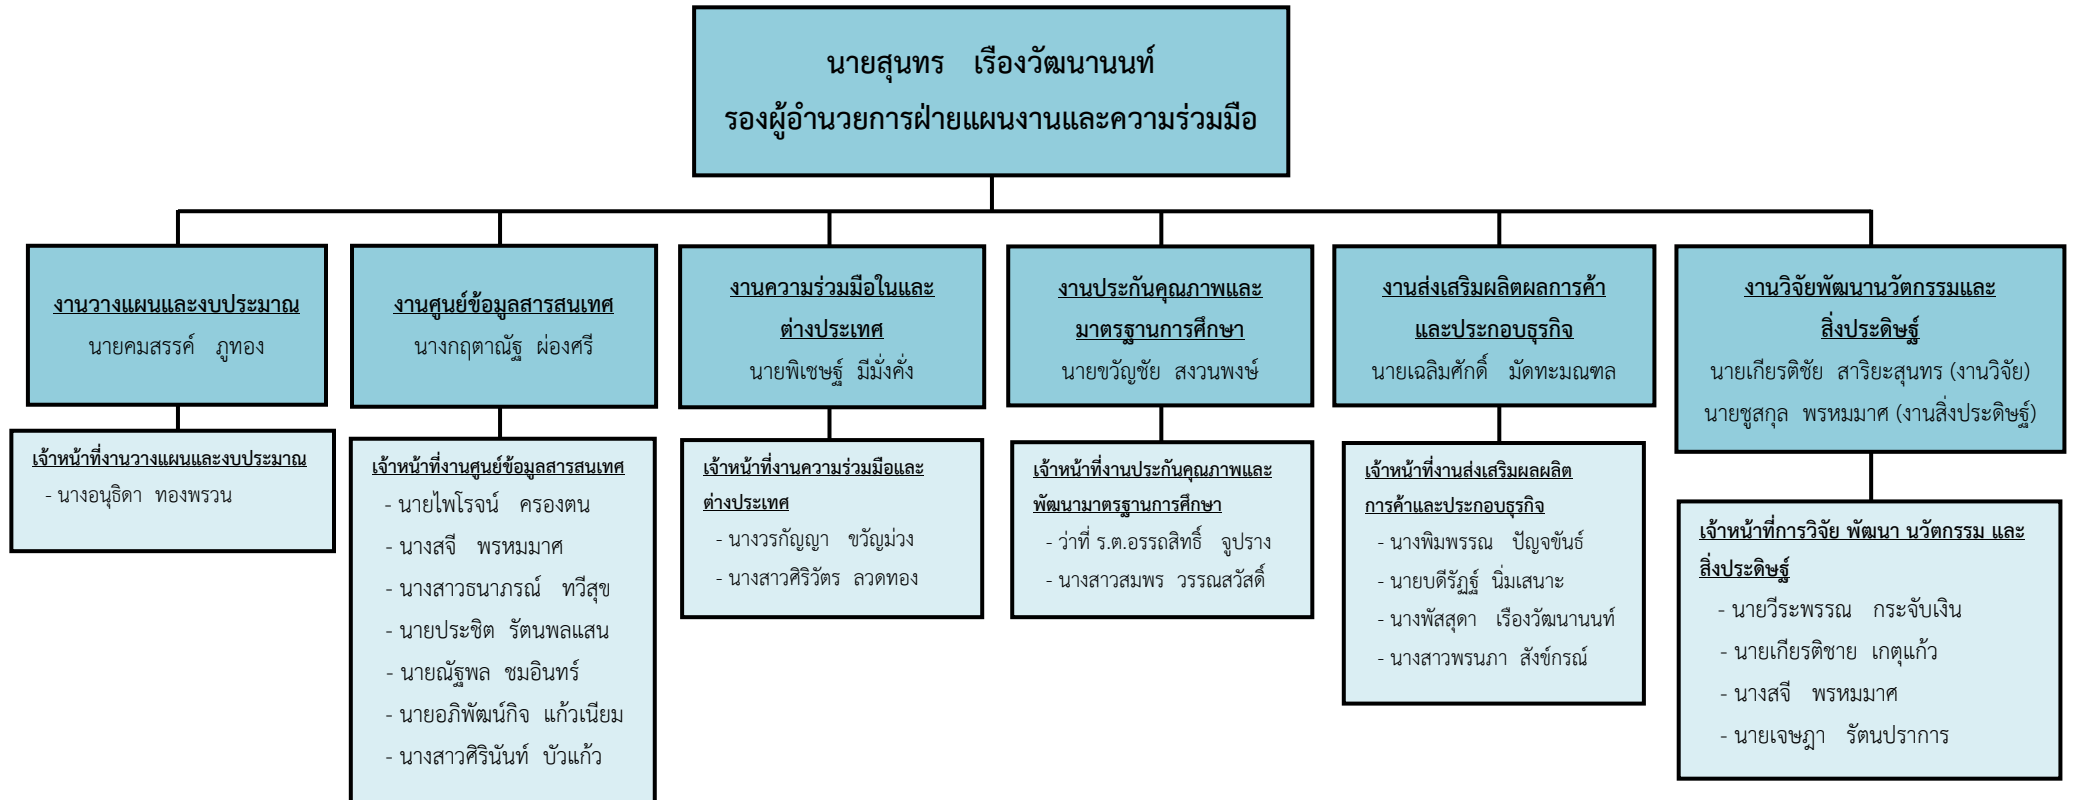 นายสุนทร เรืองวัฒนานนท์
รองผู้อำนวยการฝ่ายแผนงานและความร่วมมือ
งานวางแผนและงบประมาณ
นายคมสรรค์ ภูทอง
เจ้าหน้าที่งานวางแผนและงบประมาณ
- นางอนุธิดา ทองพรวน
งานศูนย์ข้อมูลสารสนเทศ
นางกฤตาณัฐ ผ่องศรี
เจ้าหน้าที่งานศูนย์ข้อมูลสารสนเทศ
- นายไพโรจน์ ครองตน
- นางสจี พรหมมาศ
- นางสาวธนาภรณ์ ทวีสุข
- นายประชิต รัตนพลแสน
- นายณัฐพล ชมอินทร์
- นายอภิพัฒน์กิจ แก้วเนียม
- นางสาวศิรินันท์ บัวแก้ว
งานความร่วมมือในและ
ต่างประเทศ
นายพิเชษฐ์ มีมั่งคั่ง
เจ้าหน้าที่งานความร่วมมือและ
ต่างประเทศ
- นางวรกัญญา ขวัญม่วง
- นางสาวศิริวัตร ลวดทอง
งานประกันคุณภาพและ
มาตรฐานการศึกษา
นายขวัญชัย สงวนพงษ์
เจ้าหน้าที่งานประกันคุณภาพและ
พัฒนามาตรฐานการศึกษา
- ว่าที่ ร.ต.อรรถสิทธิ์ จูปราง
- นางสาวสมพร วรรณสวัสดิ์
งานส่งเสริมผลิตผลการค้า
และประกอบธุรกิจ
นายเฉลิมศักดิ์ มัดทะมณฑล
เจ้าหน้าที่งานส่งเสริมผลผลิต
การค้าและประกอบธุรกิจ
- นางพิมพรรณ ปัญจขันธ์
- นายบดีรัฏฐ์ นิ่มเสนาะ
- นางพัสสุดา เรืองวัฒนานนท์
- นางสาวพรนภา สังข์กรณ์
งานวิจัยพัฒนานวัตกรรมและ
สิ่งประดิษฐ์
นายเกียรติชัย สาริยะสุนทร (งานวิจัย)
นายชูสกุล พรหมมาศ (งานสิ่งประดิษฐ์)
เจ้าหน้าที่การวิจัย พัฒนา นวัตกรรม และ
สิ่งประดิษฐ์
- นายวีระพรรณ กระจับเงิน
- นายเกียรติชาย เกตุแก้ว
- นางสจี พรหมมาศ
- นายเจษฎา รัตนปราการ